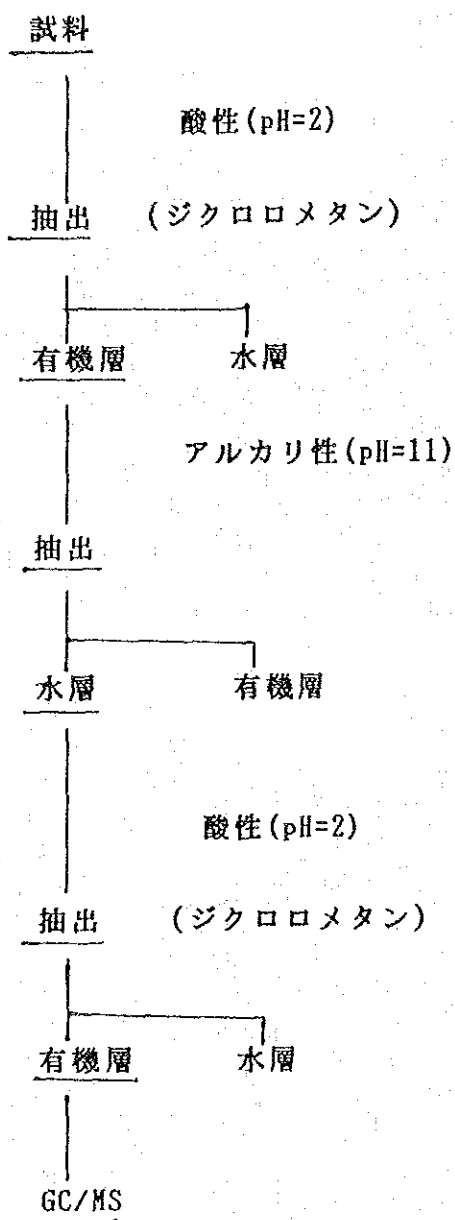 試料
酸性(pH=2)
抽出 (ジクロロメタン)
有機層 水層
アルカリ性(pH=11)
抽出
水層 有機層
酸性(pH=2)
抽出 (ジクロロメタン)
有機層 水層
GC/MS